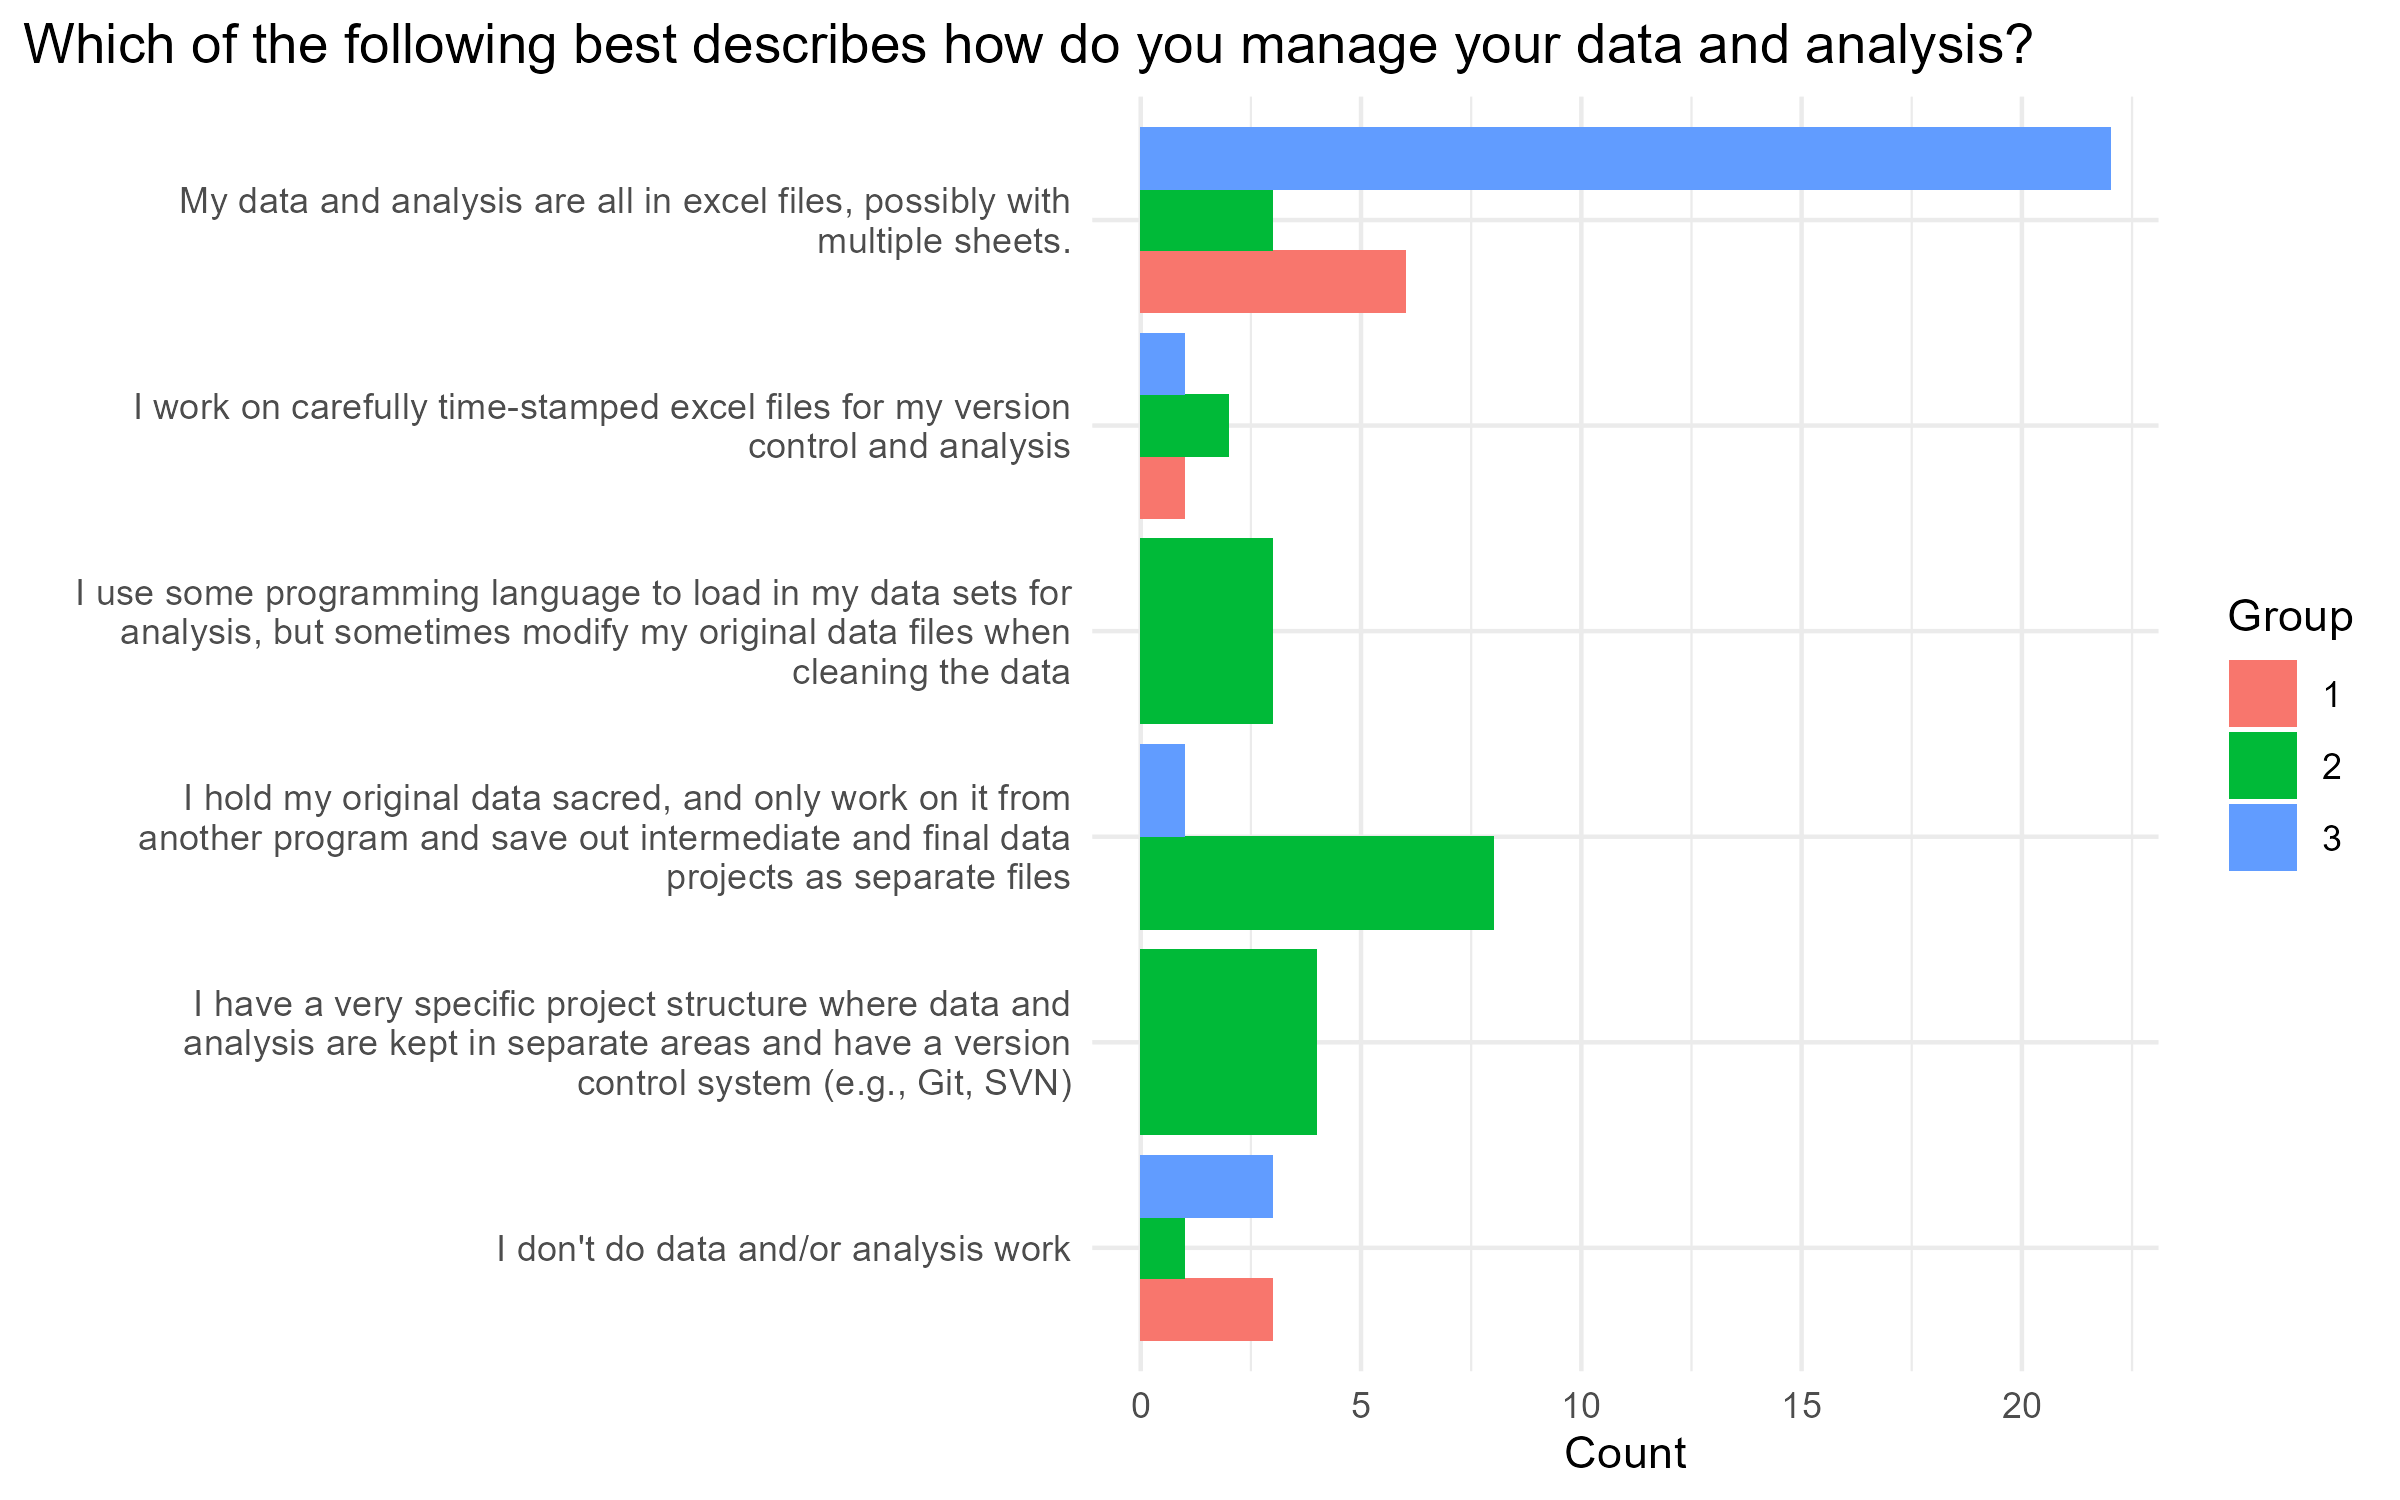 Which of the following best describes how do you manage your data and analysis?
My data and analysis are all in excel files, possibly with
multiple sheets.
I work on carefully time-stamped excel files for my version
control and analysis
I use some programming language to load in my data sets for
analysis, but sometimes modify my original data files when
cleaning the data
I hold my original data sacred, and only work on it from
another program and save out intermediate and final data
projects as separate files
I have a very specific project structure where data and
analysis are kept in separate areas and have a version
control system (e.g., Git, SVN)
I don't do data and/or analysis work
0 5 10 15 20
Count
Group
1
2
3